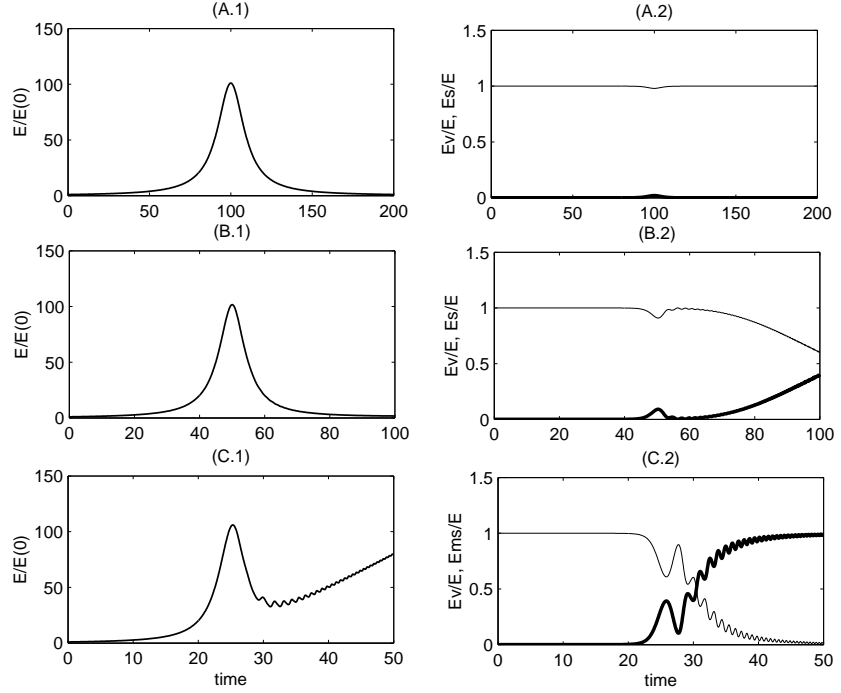 (A.1)
150
100
50
0
E/E(0)
0 50 100 150 200
(A.2)
1.5
1
0.5
0
Ev/E, Es/E
0 50 100 150 200
(B.1)
150
100
50
0
E/E(0)
0 20 40 60 80 100
(B.2)
1.5
1
0.5
0
Ev/E, Es/E
0 20 40 60 80 100
(C.1)
150
100
50
0
E/E(0)
0 10 20 30 40 50
time
(C.2)
1.5
1
0.5
0
Ev/E, Ems/E
0 10 20 30 40 50
time